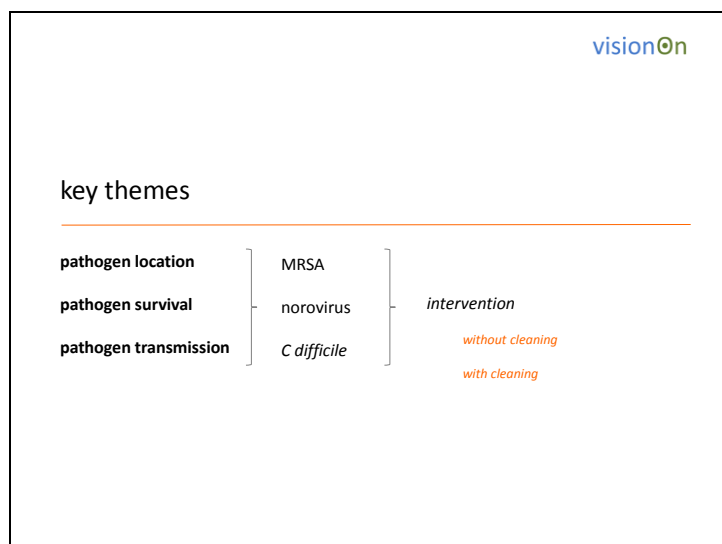 visionOn
key themes
pathogen location
pathogen survival
pathogen transmission
MRSA
norovirus
C difficile
intervention
without cleaning
with cleaning